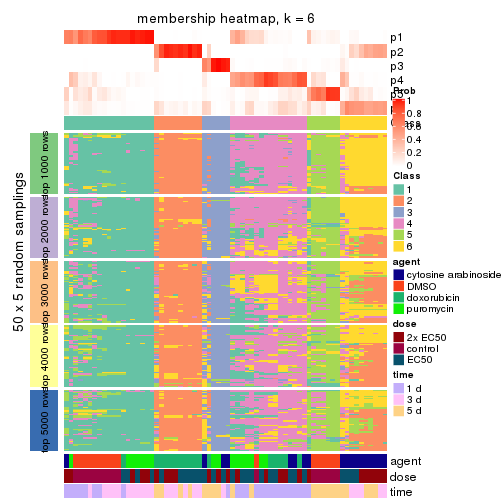 membership heatmap, k = 6
p1
p2
p3
p4
Prob
1
0.8
0.6
0.4
0.2
0
Class
1
2
3
4
5
6
agent
cytosine arabinoside
DMSO
doxorubicin
puromycin
dose
2x EC50
control
EC50
time
1 d
3 d
5 d
50 x 5 random samplings
top 1000 rows
top 2000 rows
top 3000 rows
top 4000 rows
top 5000 rows
agent
dose
time